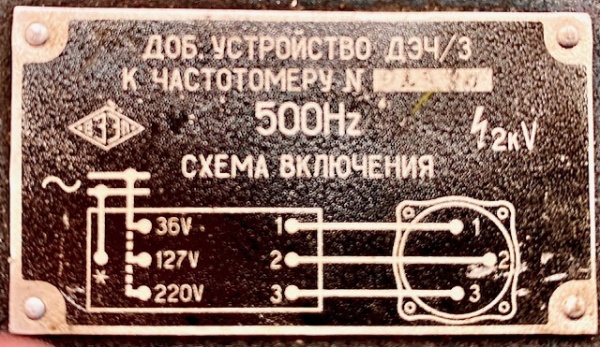 ДОБ. УСТРОЙСТВО ДЭЧ/3
К ЧАСТОТОМЕРУ N
500Hz
2кV
СХЕМА ВКЛЮЧЕНИЯ
~
36V 1 1
127V 2 2
* 220V 3 3